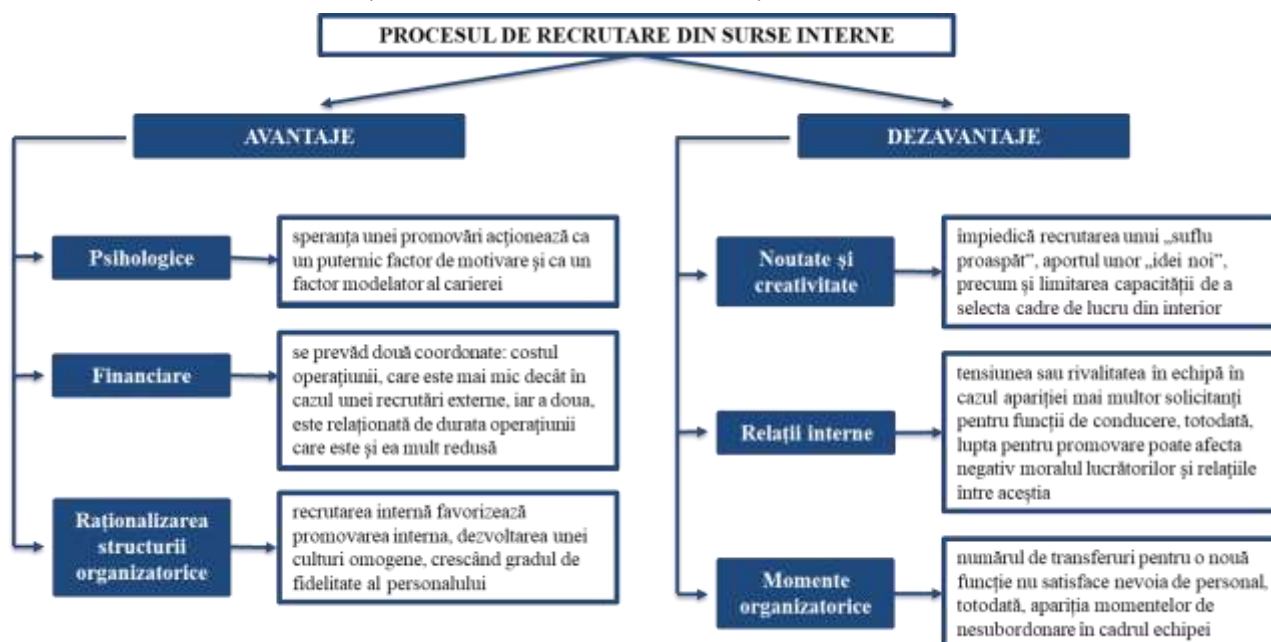 PROCESUL DE RECRUTARE DIN SURSE INTERNE
AVANTAJE
Psihologice
speranța unei promovări acționează ca
un puternic factor de motivare și ca un
factor modelator al carierei
Financiare
se prevăd două coordonate: costul
operațiunii, care este mai mic decât în
cazul unei recrutări externe, iar a doua,
este relaționată de durata operațiunii
care este și ea mult redusă
Raționalizarea
structurii
organizatorice
recrutarea internă favorizează
promovarea interna, dezvoltarea unei
culturi omogene, crescând gradul de
fidelitate al personalului
DEZAVANTAJE
Noutate și
creativitate
împiedică recrutarea unui „suflu
proaspăt”, aportul unor „idei noi”,
precum și limitarea capacității de a
selecta cadre de lucru din interior
Relații interne
tensiunea sau rivalitatea în echipă în
cazul apariției mai multor solicitanți
pentru funcții de conducere, totodată,
lupta pentru promovare poate afecta
negativ moralul lucrătorilor și relațiile
între aceștia
Momente
organizatorice
numărul de transferuri pentru o nouă
funcție nu satisface nevoia de personal,
totodată, apariția momentelor de
nesubordonare în cadrul echipei